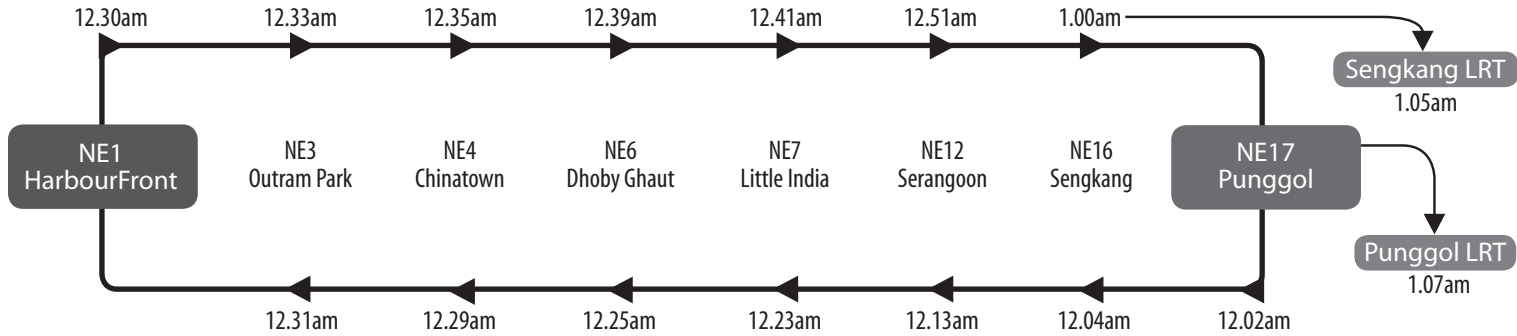 12.30am 12.33am 12.35am 12.39am 12.41am 12.51am 1.00am
Sengkang LRT
1.05am
NE1
HarbourFront
NE3
Outram Park
NE4
Chinatown
NE6
Dhoby Ghaut
NE7
Little India
NE12
Serangoon
NE16
Sengkang
NE17
Punggol
Punggol LRT
1.07am
12.31am 12.29am 12.25am 12.23am 12.13am 12.04am 12.02am